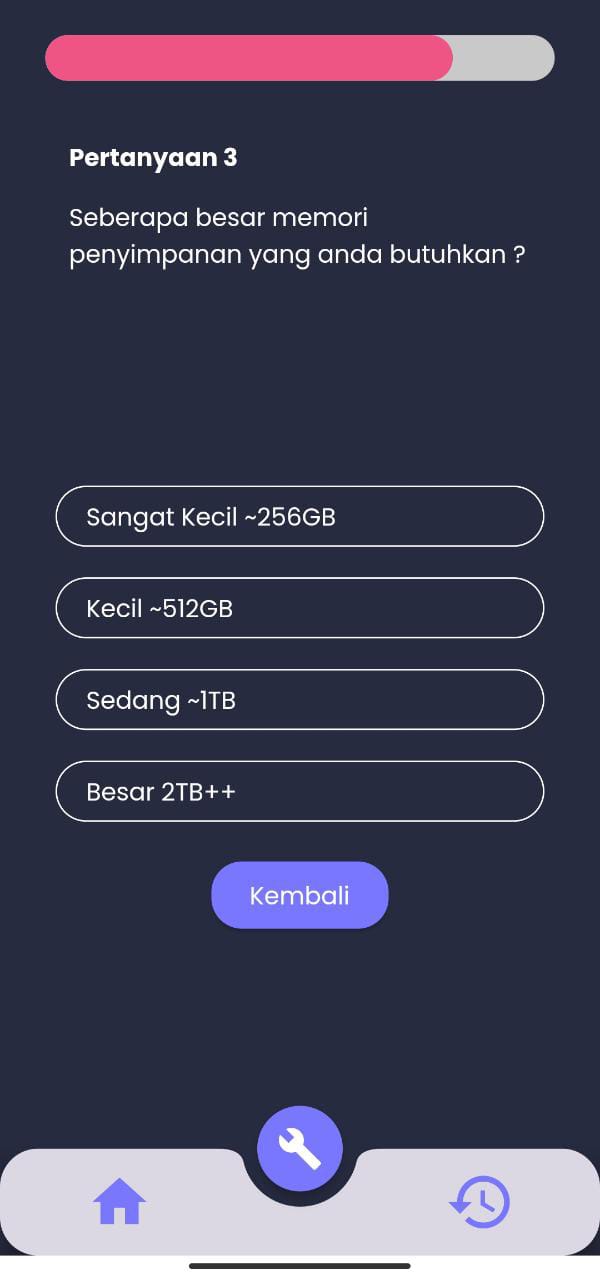 Pertanyaan 3
Seberapa besar memori
penyimpanan yang anda butuhkan ?
Sangat Kecil ~256GB
Kecil ~512GB
Sedang ~1TB
Besar 2TB++
Kembali